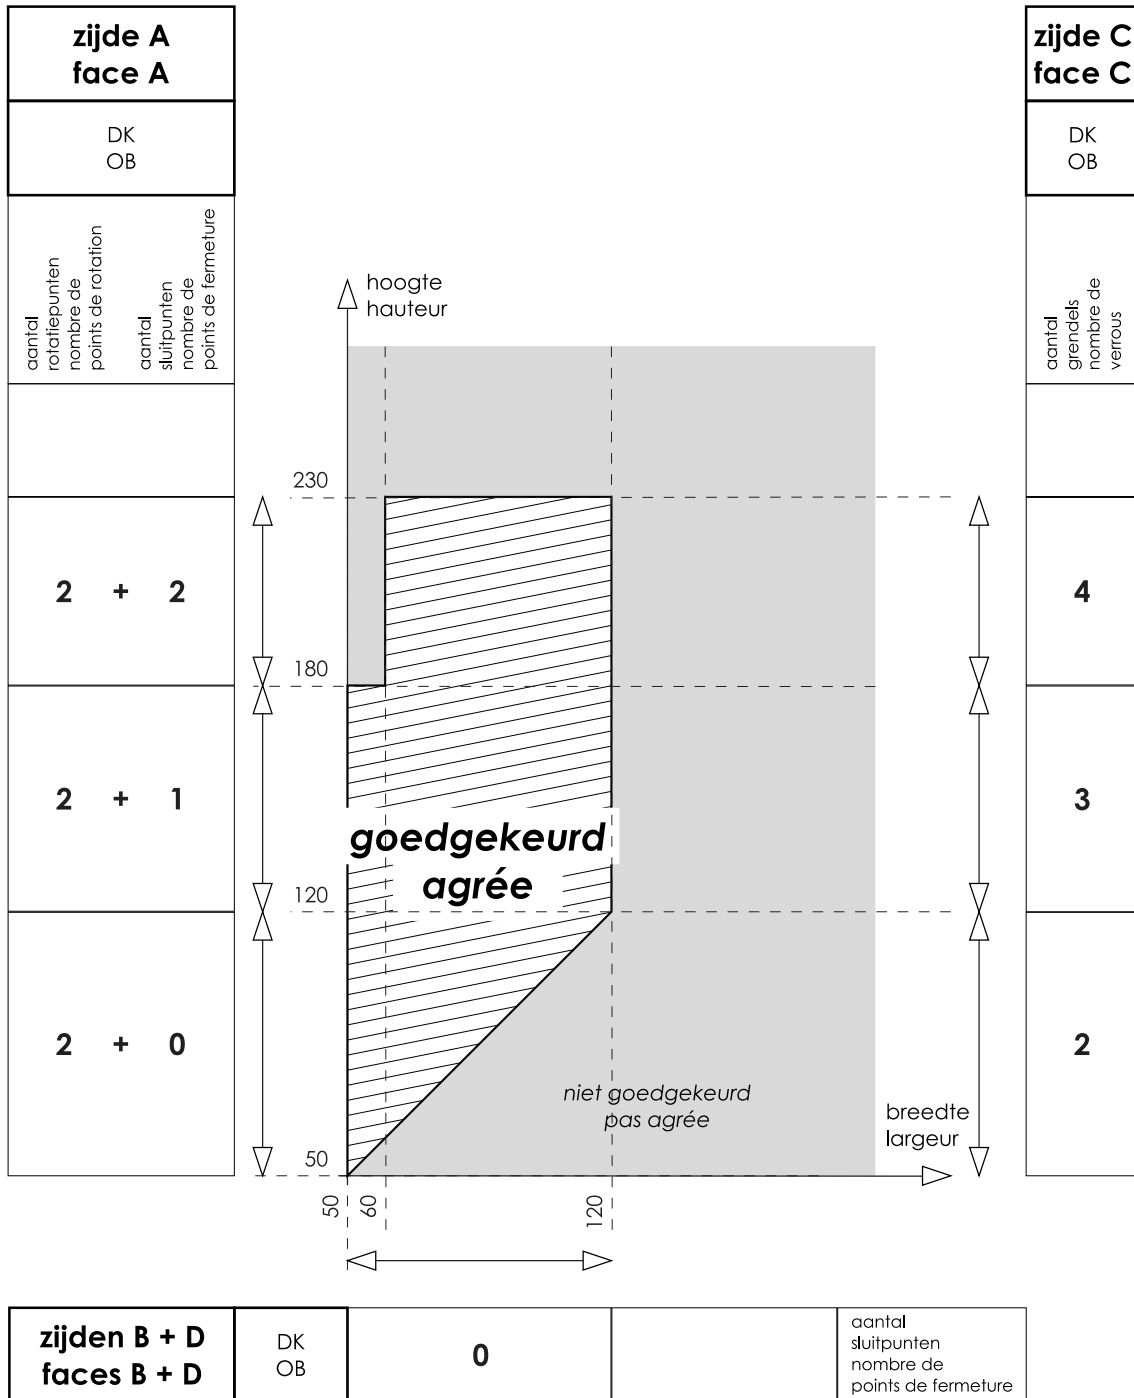 zijde A
face A
DK
OB
aantal
rotatiepunten
nombre de
points de rotation
aantal
sluitpunten
nombre de
points de fermeture
2 + 2
2 + 1
2 + 0
hoogte
hauteur
230
180
120
50
goedgekeurd
agrée
niet goedgekeurd
pas agrée
breedte
largeur
50
60
120
zijde C
face C
DK
OB
aantal
grendels
nombre de
verrous
4
3
2
zijden B + D
faces B + D
DK
OB
0
aantal
sluitpunten
nombre de
points de fermeture